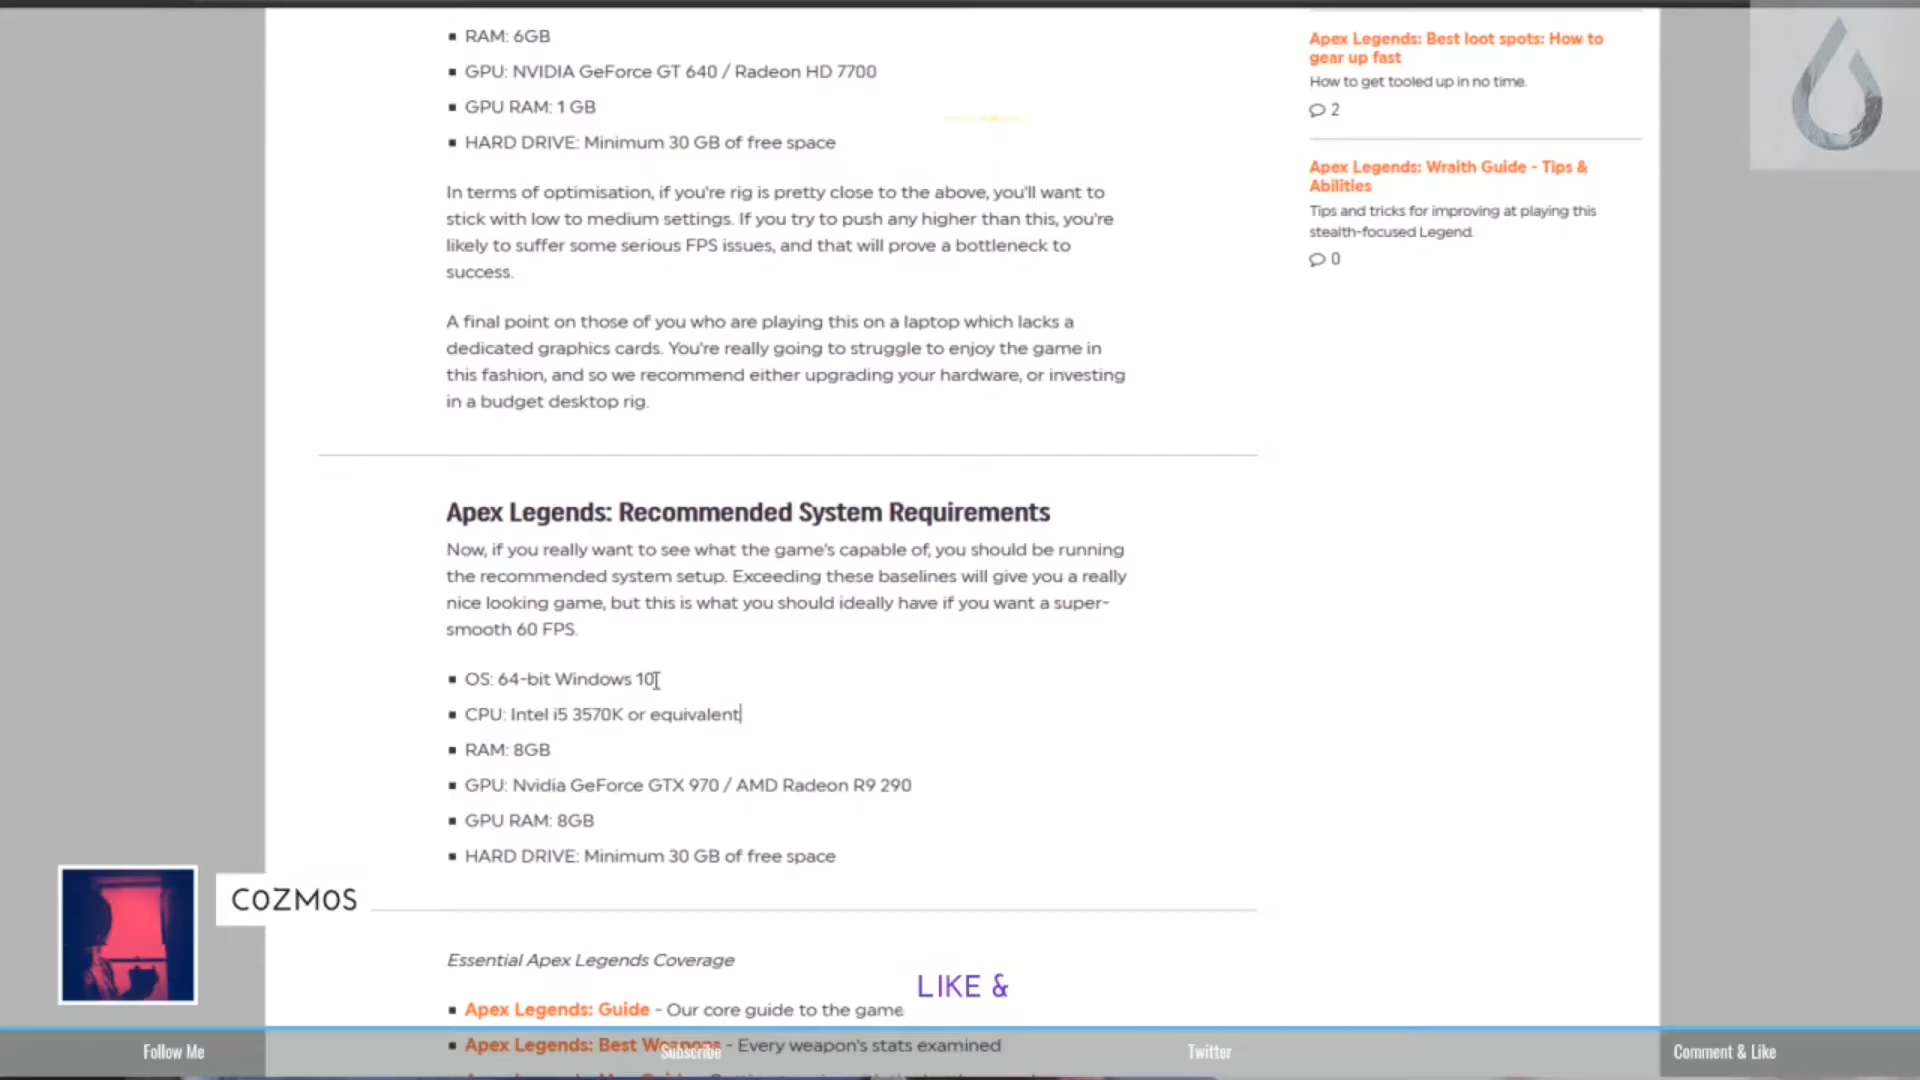 RAM: 6GB
GPU: NVIDIA GeForce GT 640 / Radeon HD 7700
GPU RAM: 1 GB
HARD DRIVE: Minimum 30 GB of free space
In terms of optimisation, if you're rig is pretty close to the above, you'll want to
stick with low to medium settings. If you try to push any higher than this, you're
likely to suffer some serious FPS issues, and that will prove a bottleneck to
success.
A final point on those of you who are playing this on a laptop which lacks a
dedicated graphics cards. You're really going to struggle to enjoy the game in
this fashion, and so we recommend either upgrading your hardware, or investing
in a budget desktop rig.
Apex Legends: Recommended System Requirements
Now, if you really want to see what the game's capable of, you should be running
the recommended system setup. Exceeding these baselines will give you a really
nice looking game, but this is what you should ideally have if you want a super-
smooth 60 FPS.
OS: 64-bit Windows 10
CPU: Intel i5 3570K or equivalent
RAM: 8GB
GPU: Nvidia GeForce GTX 970 / AMD Radeon R9 290
GPU RAM: 8GB
HARD DRIVE: Minimum 30 GB of free space
Essential Apex Legends Coverage
Apex Legends: Guide - Our core guide to the game
Apex Legends: Best Weapons - Every weapon's stats examined
Apex Legends: Best loot spots: How to
gear up fast
How to get tooled up in no time.
2
Apex Legends: Wraith Guide - Tips &
Abilities
Tips and tricks for improving at playing this
stealth-focused Legend.
0
COZMOS
LIKE &
Follow Me
Subscribe
Twitter
Comment & Like